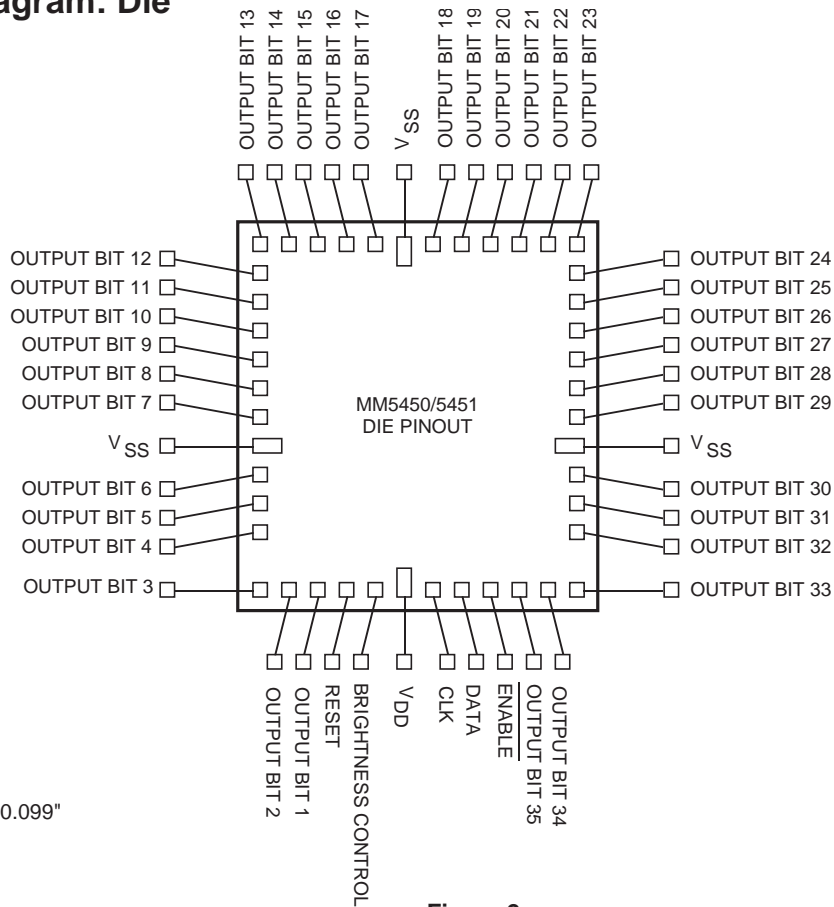 agram: Die
OUTPUT BIT 13
OUTPUT BIT 14
OUTPUT BIT 15
OUTPUT BIT 16
OUTPUT BIT 17
VSS
OUTPUT BIT 18
OUTPUT BIT 19
OUTPUT BIT 20
OUTPUT BIT 21
OUTPUT BIT 22
OUTPUT BIT 23
OUTPUT BIT 12
OUTPUT BIT 11
OUTPUT BIT 10
OUTPUT BIT 9
OUTPUT BIT 8
OUTPUT BIT 7
VSS
OUTPUT BIT 6
OUTPUT BIT 5
OUTPUT BIT 4
OUTPUT BIT 3
MM5450/5451
DIE PINOUT
OUTPUT BIT 24
OUTPUT BIT 25
OUTPUT BIT 26
OUTPUT BIT 27
OUTPUT BIT 28
OUTPUT BIT 29
VSS
OUTPUT BIT 30
OUTPUT BIT 31
OUTPUT BIT 32
OUTPUT BIT 33
OUTPUT BIT 2
OUTPUT BIT 1
RESET
BRIGHTNESS CONTROL
VDD
CLK
DATA
ENABLE
OUTPUT BIT 35
OUTPUT BIT 34
0.099"